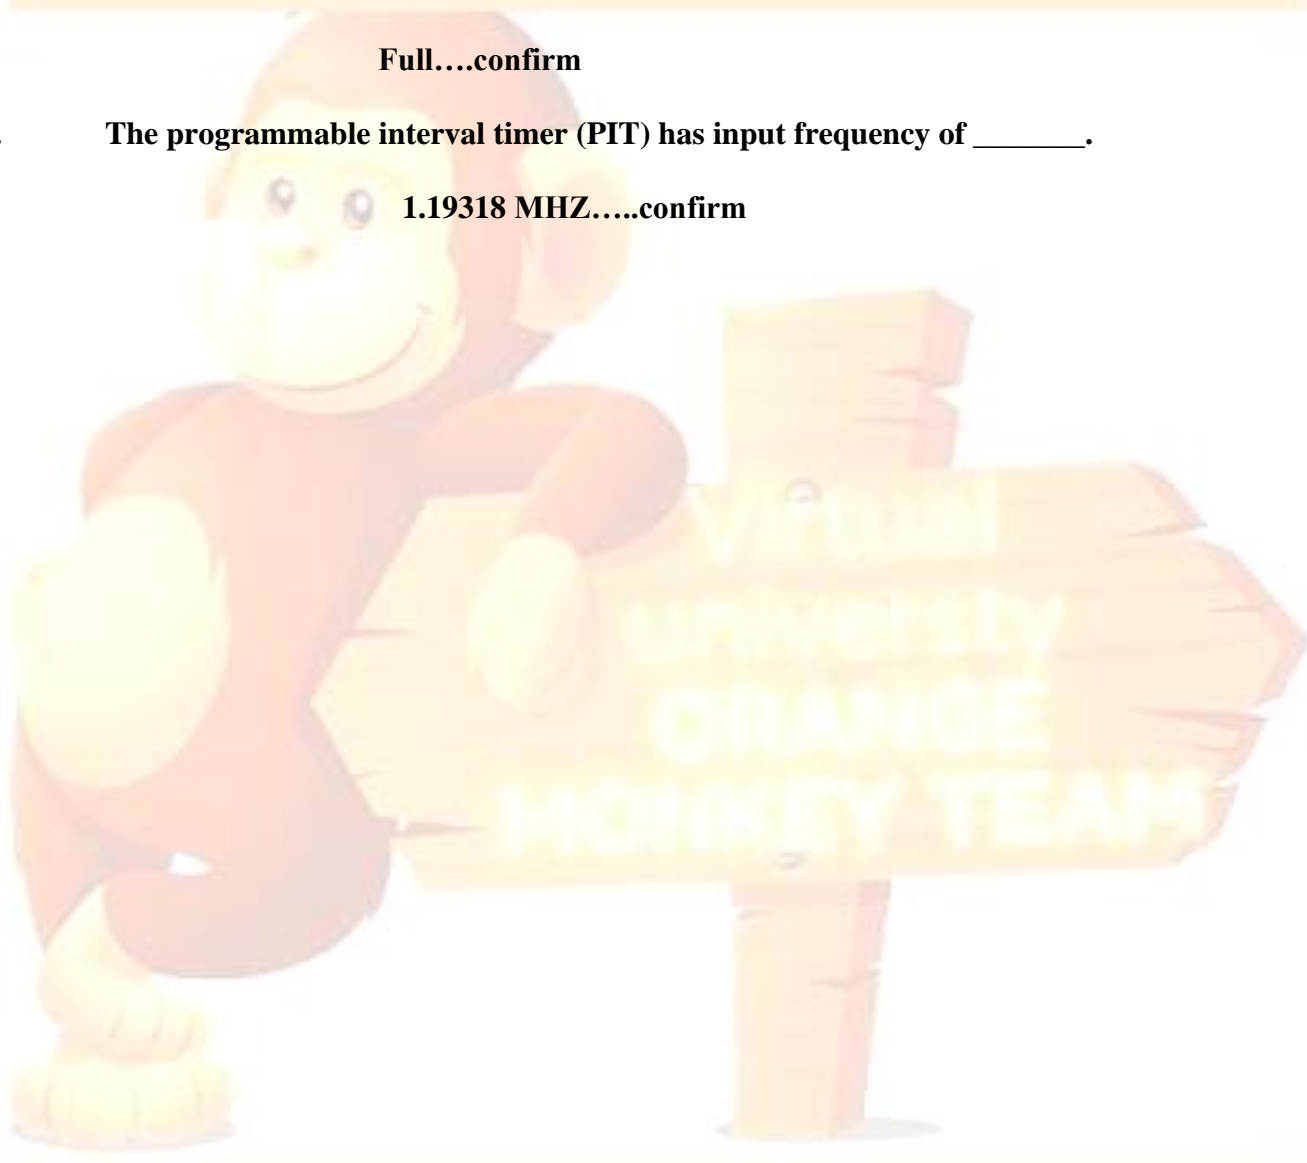 Full….confirm
. The programmable interval timer (PIT) has input frequency of _______.
1.19318 MHZ…..confirm
Virtual
universty
ORANGE
MONKEY TEAM